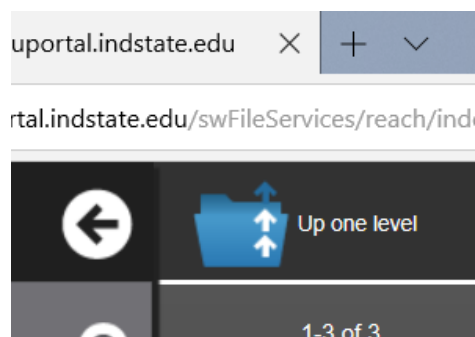 uportal.indstate.edu
rtal.indstate.edu/swFileServices/reach/ind
Up one level
1-3 of 3